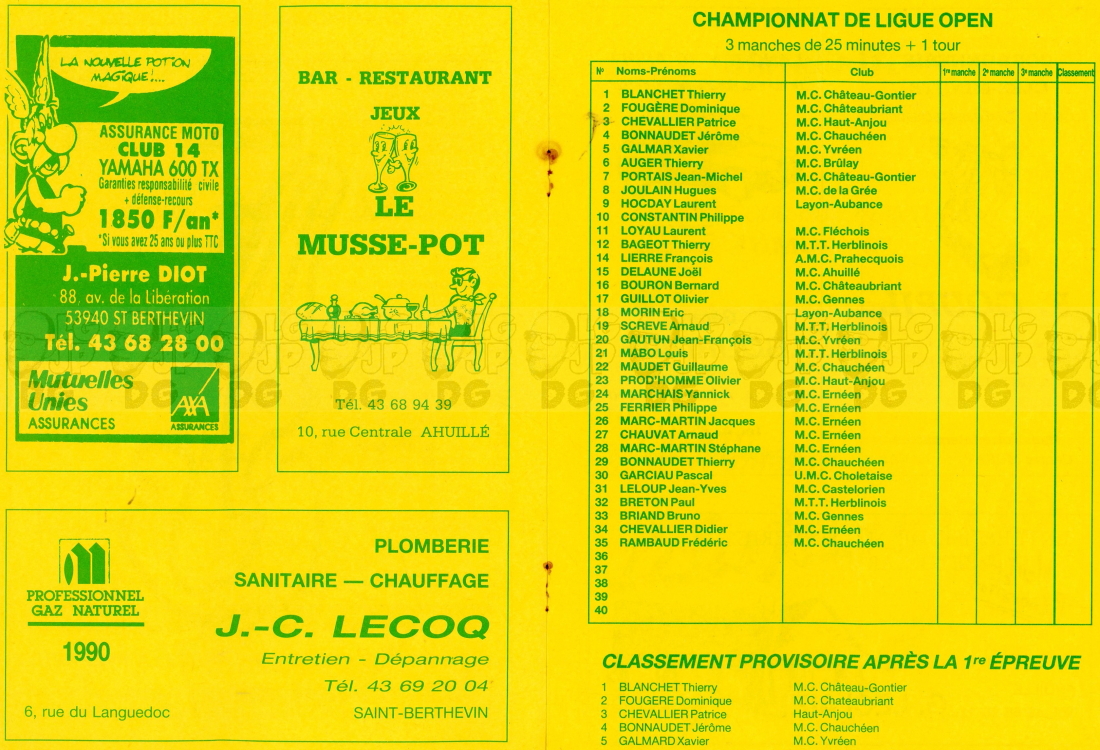 LA NOUVELLE POTION
MAGIQUE!....
ASSURANCE MOTO
CLUB 14
YAMAHA 600 TX
Garanties responsabilité civile
+ défense-recours
1850 F/an*
*Si vous avez 25 ans ou plus TTC
J.-Pierre DIOT
88, av. de la Libération
53940 ST BERTHEVIN
Tél. 43 68 28 00
Mutuelles
Unies
ASSURANCES
AXA
ASSURANCES
BAR - RESTAURANT
JEUX
LE
MUSSE-POT
Tél. 43 68 94 39
10, rue Centrale AHUILLÉ
PROFESSIONNEL
GAZ NATUREL
1990
6, rue du Languedoc
PLOMBERIE
SANITAIRE — CHAUFFAGE
J.-C. LECOQ
Entretien - Dépannage
Tél. 43 69 20 04
SAINT-BERTHEVIN
CHAMPIONNAT DE LIGUE OPEN
3 manches de 25 minutes + 1 tour
N° Noms-Prénoms Club 1re manche 2e manche 3e manche Classement
1 BLANCHET Thierry M.C. Château-Gontier
2 FOUGÈRE Dominique M.C. Châteaubriant
3 CHEVALLIER Patrice M.C. Haut-Anjou
4 BONNAUDET Jérôme M.C. Chauchéen
5 GALMAR Xavier M.C. Yvréen
6 AUGER Thierry M.C. Brûlay
7 PORTAIS Jean-Michel M.C. Château-Gontier
8 JOULAIN Hugues M.C. de la Grée
9 HOCDAY Laurent Layon-Aubance
10 CONSTANTIN Philippe
11 LOYAU Laurent M.C. Fléchois
12 BAGEOT Thierry M.T.T. Herblinois
14 LIERRE François A.M.C. Prahecquois
15 DELAUNE Joël M.C. Ahuillé
16 BOURON Bernard M.C. Châteaubriant
17 GUILLOT Olivier M.C. Gennes
18 MORIN Eric Layon-Aubance
19 SCREVE Arnaud M.T.T. Herblinois
20 GAUTUN Jean-François M.C. Yvréen
21 MABO Louis M.T.T. Herblinois
22 MAUDET Guillaume M.C. Chauchéen
23 PROD'HOMME Olivier M.C. Haut-Anjou
24 MARCHAIS Yannick M.C. Ernéen
25 FERRIER Philippe M.C. Ernéen
26 MARC-MARTIN Jacques M.C. Ernéen
27 CHAUVAT Arnaud M.C. Ernéen
28 MARC-MARTIN Stéphane M.C. Ernéen
29 BONNAUDET Thierry M.C. Chauchéen
30 GARCIAU Pascal U.M.C. Choletaise
31 LELOUP Jean-Yves M.C. Castelorien
32 BRETON Paul M.T.T. Herblinois
33 BRIAND Bruno M.C. Gennes
34 CHEVALLIER Didier M.C. Ernéen
35 RAMBAUD Frédéric M.C. Chauchéen
36
37
38
39
40
CLASSEMENT PROVISOIRE APRÈS LA 1re ÉPREUVE
1 BLANCHET Thierry M.C. Château-Gontier
2 FOUGERE Dominique M.C. Chateaubriant
3 CHEVALLIER Patrice Haut-Anjou
4 BONNAUDET Jérôme M.C. Chauchéen
5 GALMARD Xavier M.C. Yvréen